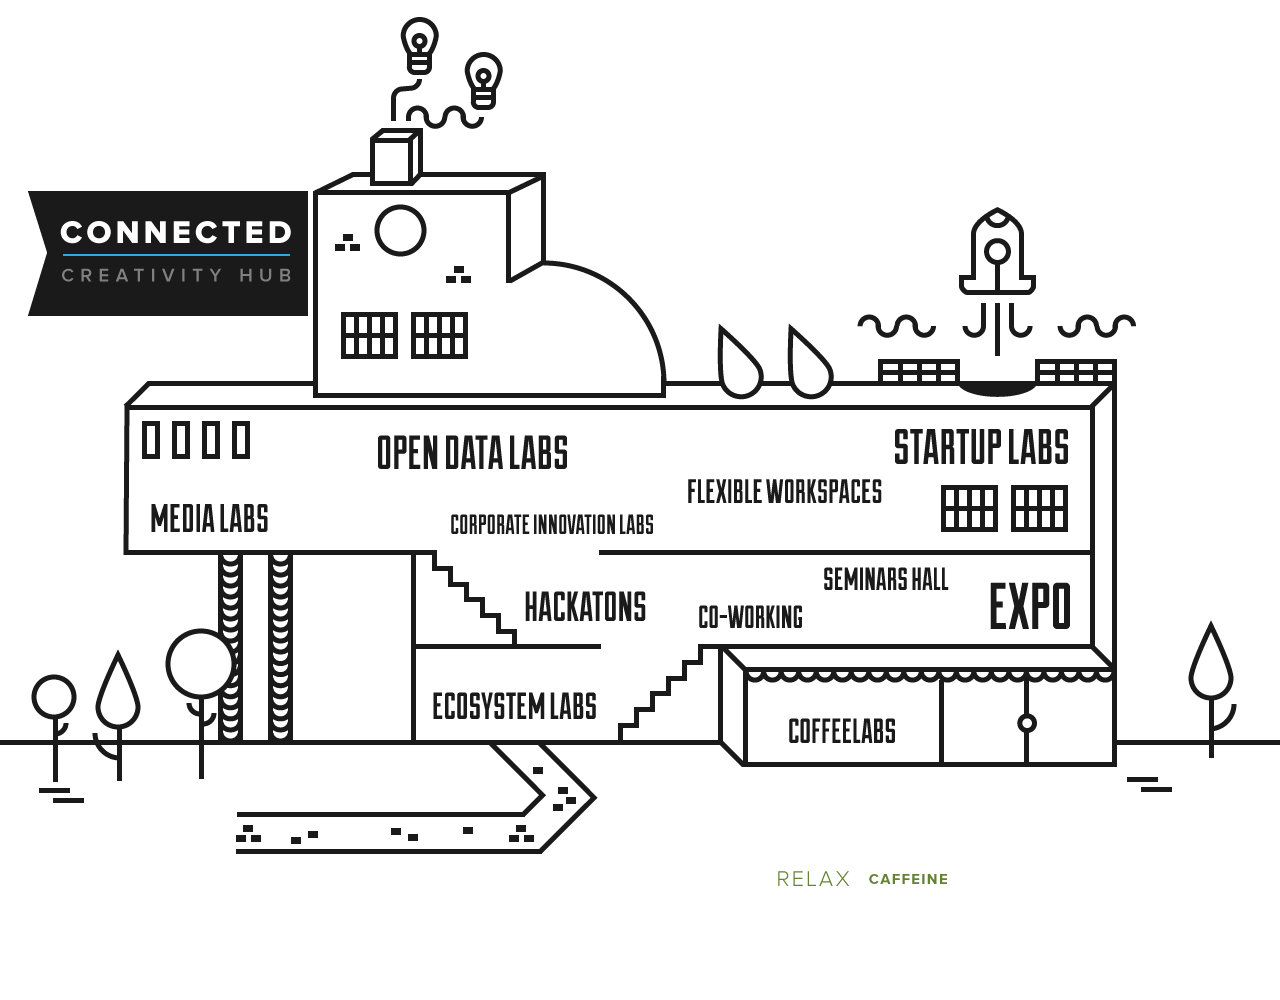 CONNECTED
CREATIVITY HUB
OPEN DATA LABS
STARTUP LABS
FLEXIBLE WORKSPACES
MEDIA LABS
CORPORATE INNOVATION LABS
SEMINARS HALL
HACKATONS
CO-WORKING
EXPO
ECOSYSTEM LABS
COFFEELABS
RELAX CAFFEINE